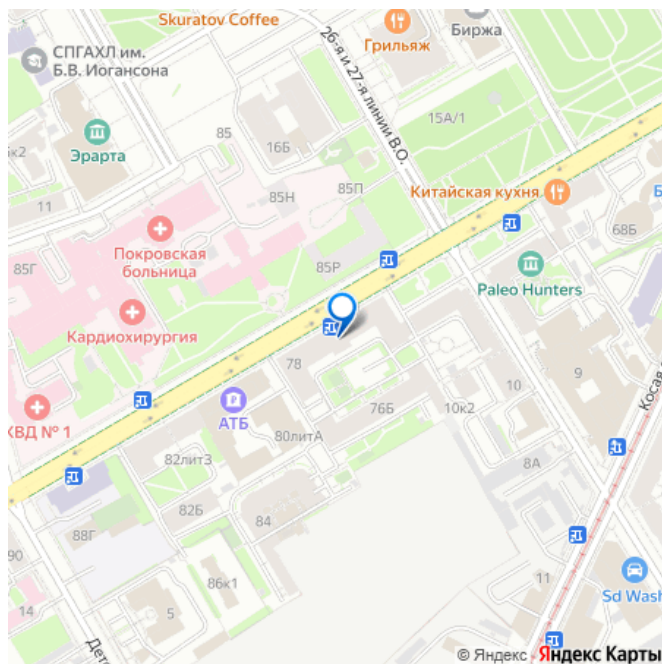 Skuratov Coffee
Грильяж
Биржа
26-я и 27-я линии В.О.
СПГАХЛ им.
Б.В. Иогансона
Эрарта
85
16Б
15А/1
11
85Н
85П
Китайская кухня
68Б
Покровская
больница
85Г
85Р
Paleo Hunters
Кардиохирургия
78
10
9
КВД № 1
АТБ
76Б
10к2
80литА
82литЗ
8А
82Б
84
88Г
90
86к1
5
14
11
Sd Wash
© Яндекс Яндекс Карты